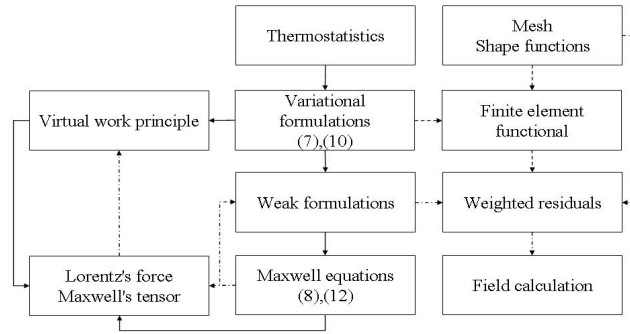 Thermostatistics
Mesh
Shape functions
Virtual work principle
Variational
formulations
(7),(10)
Finite element
functional
Weak formulations
Weighted residuals
Lorentz's force
Maxwell's tensor
Maxwell equations
(8),(12)
Field calculation